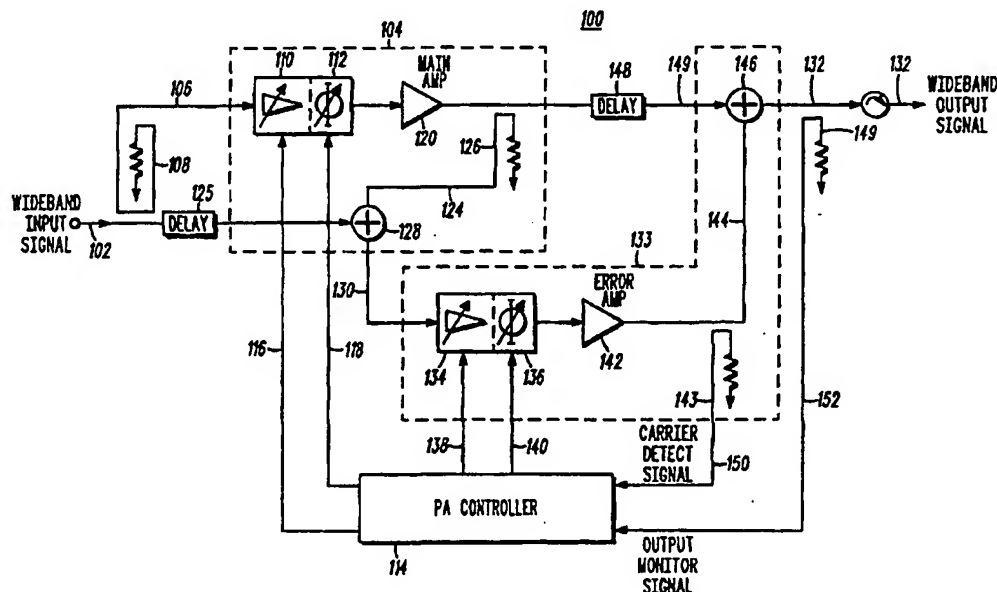 100
104
110
112
MAIN
AMP
106
120
148
DELAY
149
146
132
132
WIDEBAND
OUTPUT
SIGNAL
126
149
108
124
125
WIDEBAND
INPUT
SIGNAL
DELAY
102
128
144
133
130
ERROR
AMP
116
118
134
136
142
143
152
138
140
CARRIER
DETECT
SIGNAL
150
PA CONTROLLER
114
OUTPUT
MONITOR
SIGNAL